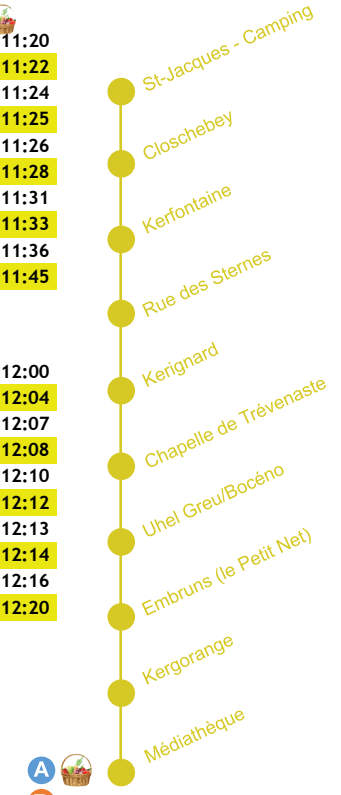 11:20
11:22
11:24
11:25
11:26
11:28
11:31
11:33
11:36
11:45
12:00
12:04
12:07
12:08
12:10
12:12
12:13
12:14
12:16
12:20
St-Jacques - Camping
Closchebey
Kerfontaine
Rue des Sternes
Kerignard
Chapelle de Trévenaste
Uhel Greu/Bocéno
Embruns (le Petit Net)
Kergorange
Médiathèque
A